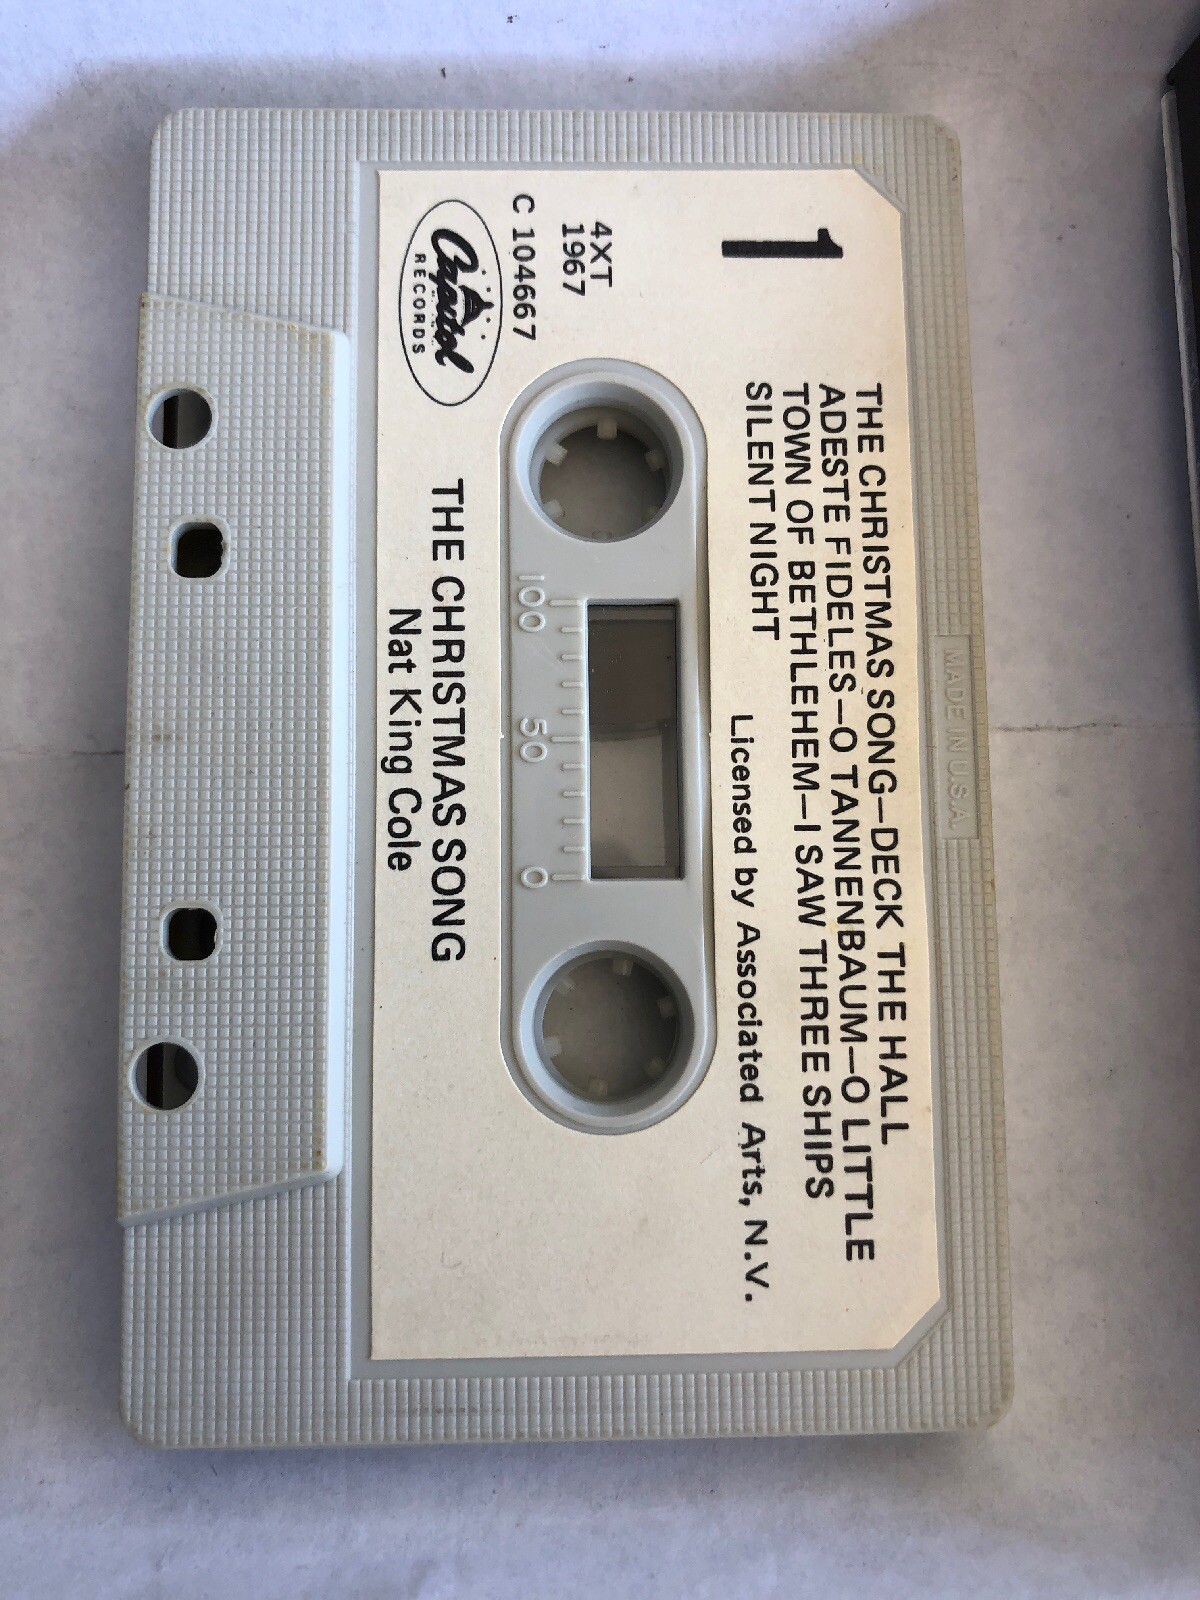 MADE IN U.S.A.
1
THE CHRISTMAS SONG—DECK THE HALL
ADESTE FIDELES—O TANNENBAUM—O LITTLE
TOWN OF BETHLEHEM—I SAW THREE SHIPS
SILENT NIGHT
Licensed by Associated Arts, N.V.
4XT
1967
C 104667
100 50 0
Capitol
RECORDS
THE CHRISTMAS SONG
Nat King Cole